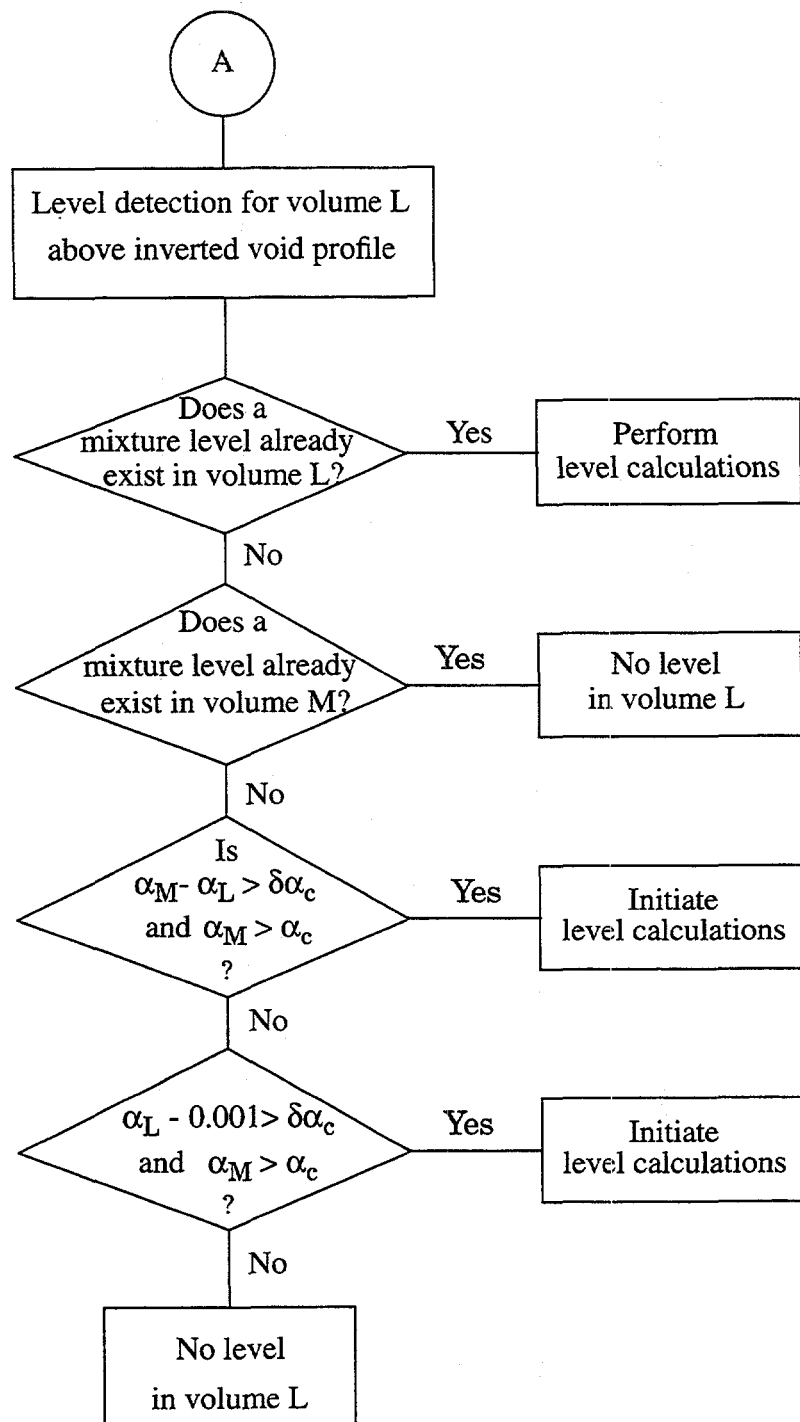 A
Level detection for volume L
above inverted void profile
Does a
mixture level already
exist in volume L?
Yes
Perform
level calculations
No
Does a
mixture level already
exist in volume M?
Yes
No level
in volume L
No
Is
αM- αL > δαc
and αM > αc
?
Yes
Initiate
level calculations
No
αL - 0.001> δαc
and αM > αc
?
Yes
Initiate
level calculations
No
No level
in volume L